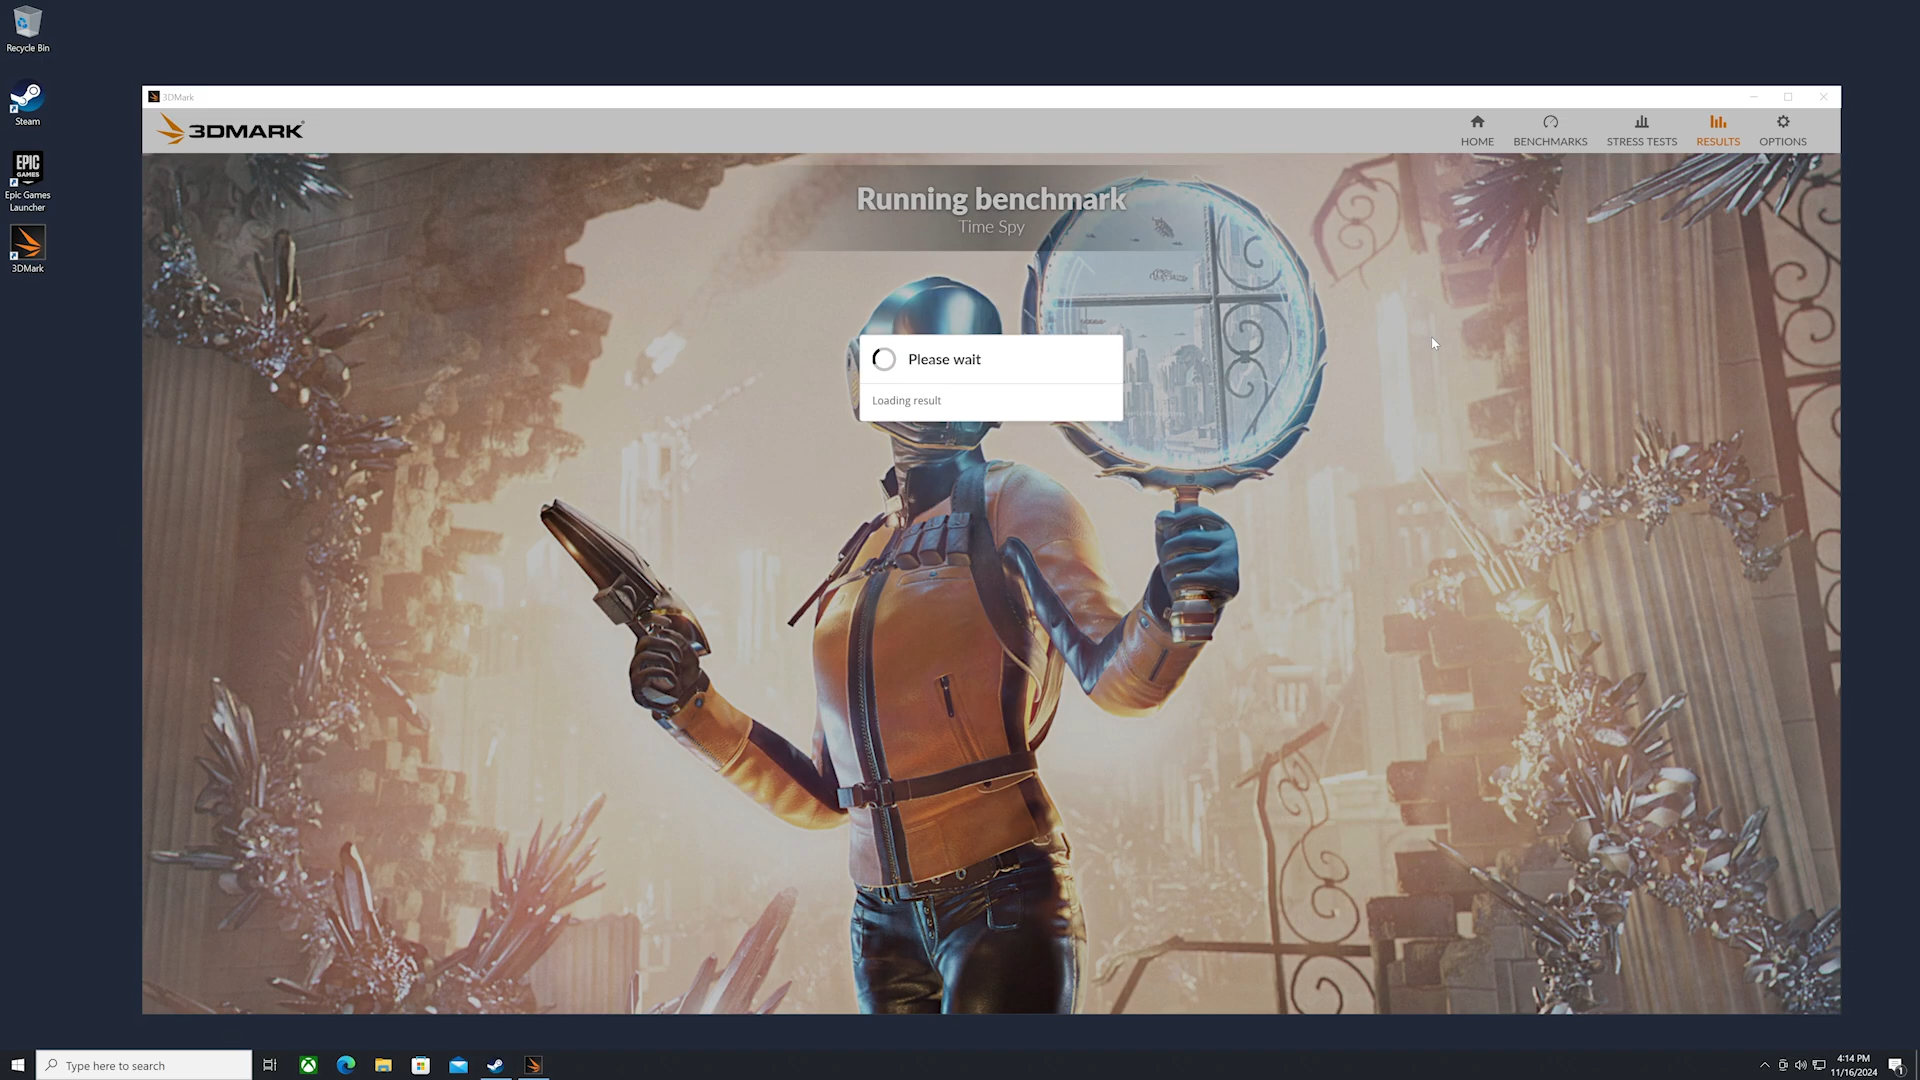 Recycle Bin
Steam
EPIC
GAMES
Epic Games
Launcher
3DMark
3DMark
3DMARK
HOME
BENCHMARKS
STRESS TESTS
RESULTS
OPTIONS
Running benchmark
Time Spy
Please wait
Loading result
Type here to search
4:14 PM
11/16/2024
1